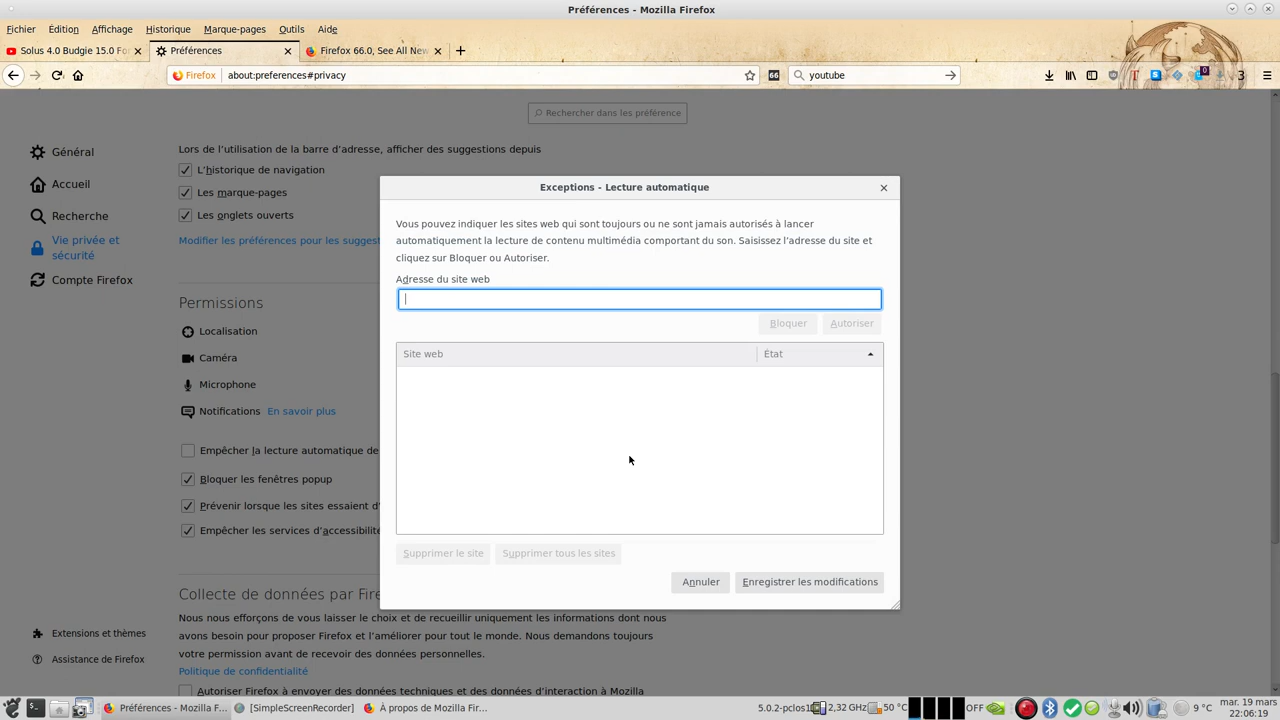 Préférences - Mozilla Firefox
Fichier Édition Affichage Historique Marque-pages Outils Aide
Solus 4.0 Budgie 15.0 For
Préférences
Firefox 66.0, See All New
Firefox about:preferences#privacy
66
youtube
0
3
Rechercher dans les préférence
Général
Accueil
Recherche
Vie privée et
sécurité
Compte Firefox
Extensions et thèmes
Assistance de Firefox
Lors de l’utilisation de la barre d’adresse, afficher des suggestions depuis
L’historique de navigation
Les marque-pages
Les onglets ouverts
Modifier les préférences pour les suggest
Permissions
Localisation
Caméra
Microphone
Notifications En savoir plus
Empêcher la lecture automatique de
Bloquer les fenêtres popup
Prévenir lorsque les sites essaient d’
Empêcher les services d’accessibilité
Collecte de données par Fire
Nous nous efforçons de vous laisser le choix et de recueillir uniquement les informations dont nous
avons besoin pour proposer Firefox et l’améliorer pour tout le monde. Nous demandons toujours
votre permission avant de recevoir des données personnelles.
Politique de confidentialité
Autoriser Firefox à envoyer des données techniques et des données d’interaction à Mozilla
Exceptions - Lecture automatique
Vous pouvez indiquer les sites web qui sont toujours ou ne sont jamais autorisés à lancer
automatiquement la lecture de contenu multimédia comportant du son. Saisissez l’adresse du site et
cliquez sur Bloquer ou Autoriser.
Adresse du site web
Bloquer Autoriser
Site web État
Supprimer le site Supprimer tous les sites
Annuler Enregistrer les modifications
Préférences - Mozilla F... [SimpleScreenRecorder] À propos de Mozilla Fir... 5.0.2-pclos1 2,32 GHz 50 °C OFF 9 °C mar. 19 mars
22:06:19